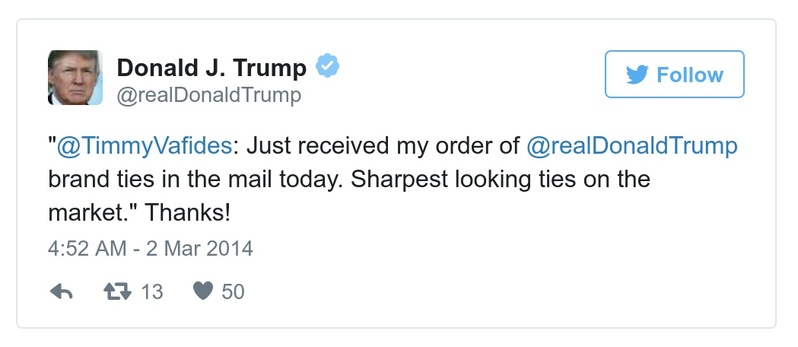 Donald J. Trump
@realDonaldTrump
Follow
"@TimmyVafides: Just received my order of @realDonaldTrump
brand ties in the mail today. Sharpest looking ties on the
market." Thanks!
4:52 AM - 2 Mar 2014
13 50